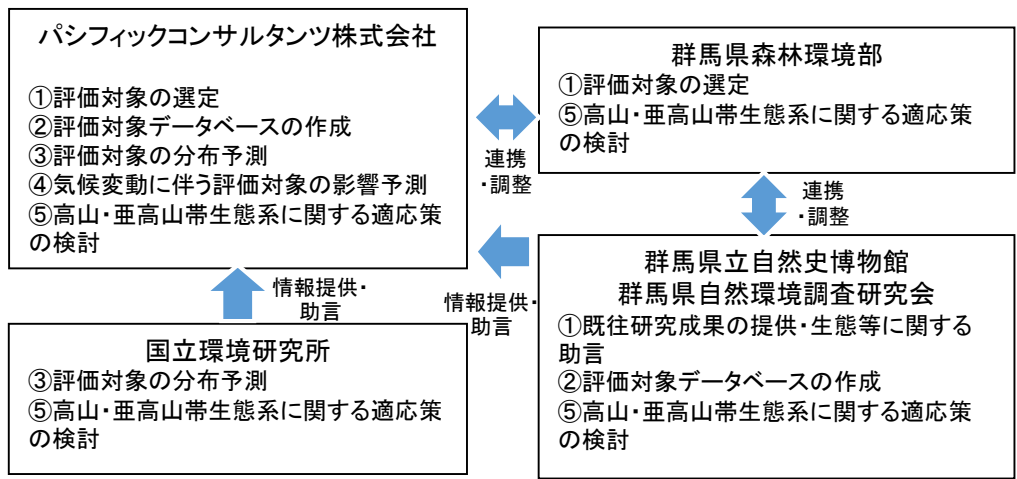 パシフィックコンサルタンツ株式会社
①評価対象の選定
②評価対象データベースの作成
③評価対象の分布予測
④気候変動に伴う評価対象の影響予測
⑤高山・亜高山帯生態系に関する適応策
の検討
連携
・調整
群馬県森林環境部
①評価対象の選定
⑤高山・亜高山帯生態系に関する適応策
の検討
連携
・調整
情報提供・
助言
情報提供・
助言
国立環境研究所
③評価対象の分布予測
⑤高山・亜高山帯生態系に関する適応策
の検討
群馬県立自然史博物館
群馬県自然環境調査研究会
①既往研究成果の提供・生態等に関する
助言
②評価対象データベースの作成
⑤高山・亜高山帯生態系に関する適応策
の検討